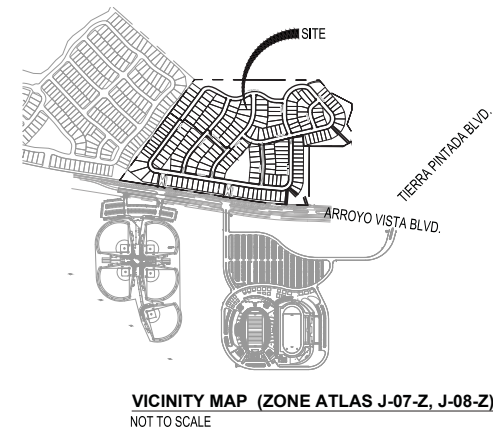 SITE
TIERRA PINTADA BLVD.
ARROYO VISTA BLVD.
VICINITY MAP (ZONE ATLAS J-07-Z, J-08-Z)
NOT TO SCALE